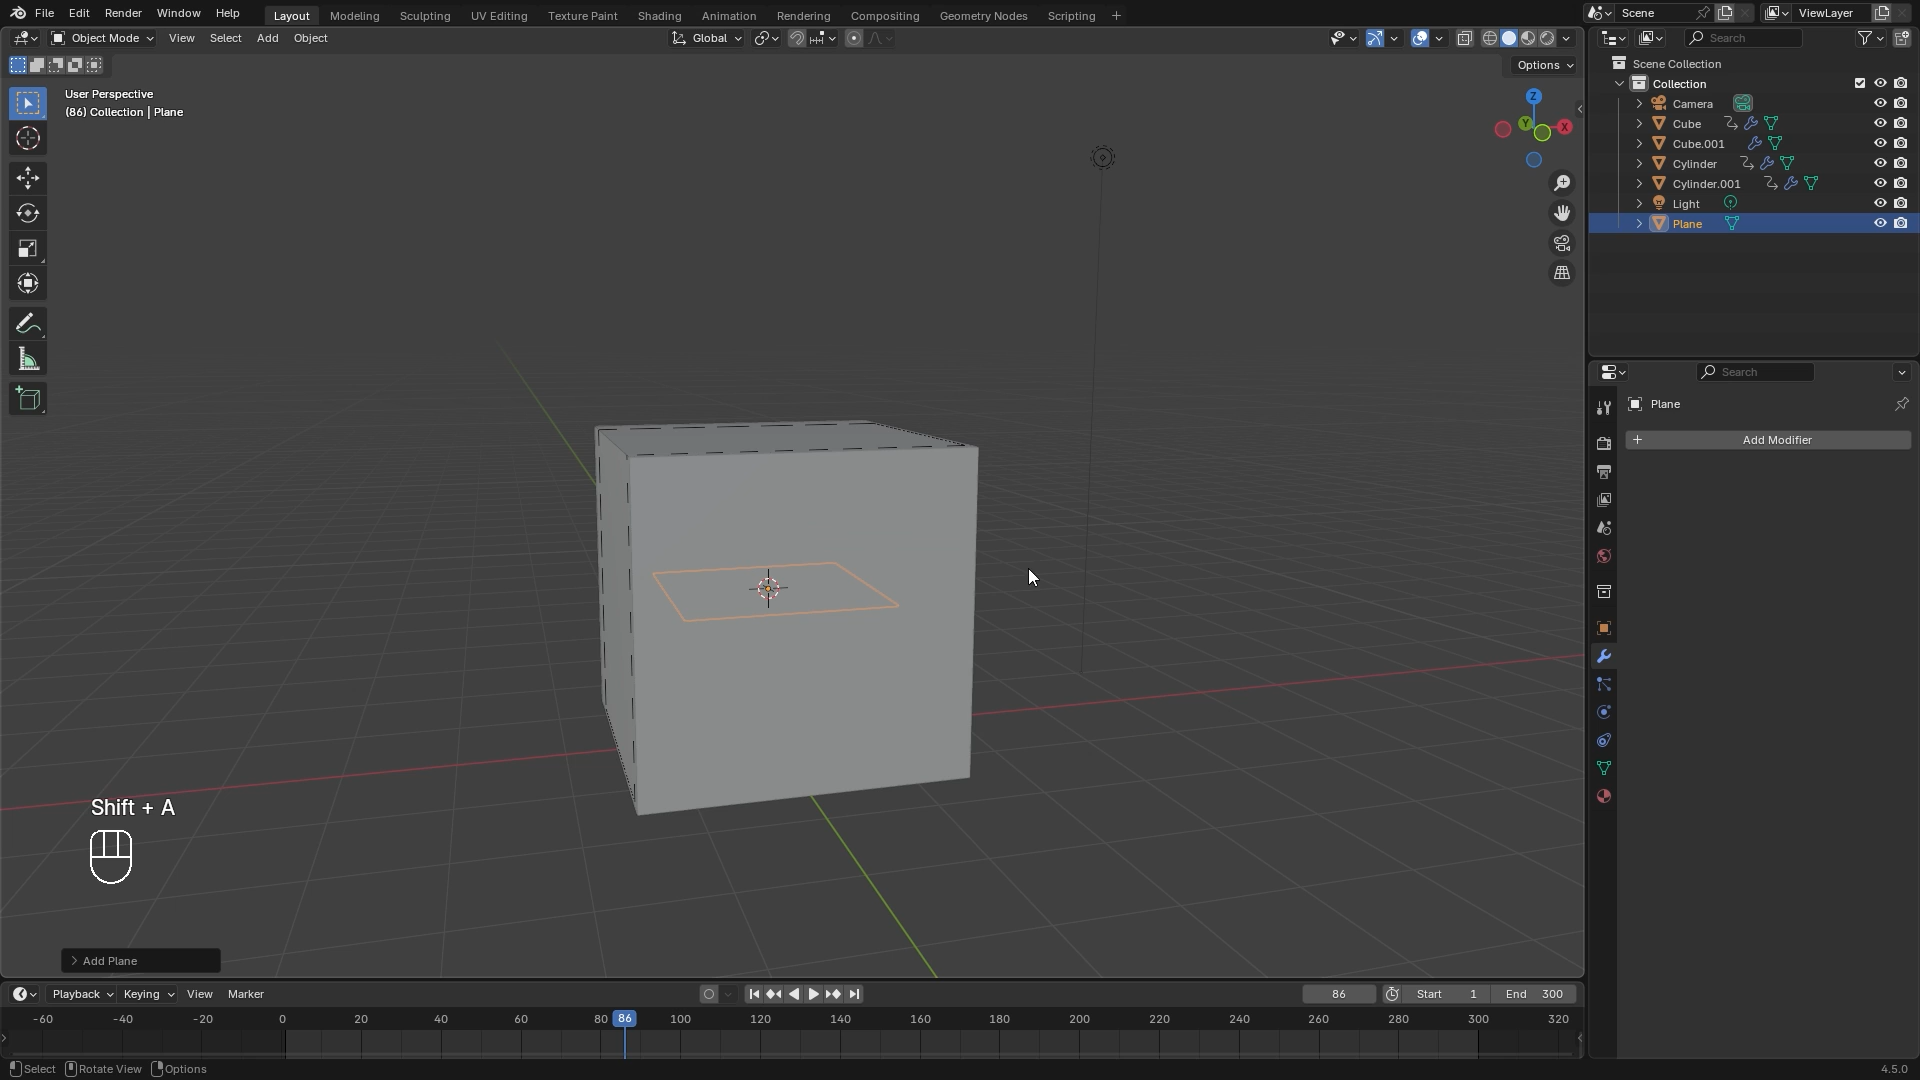 File Edit Render Window Help Layout Modeling Sculpting UV Editing Texture Paint Shading Animation Rendering Compositing Geometry Nodes Scripting + Scene ViewLayer
Object Mode View Select Add Object Global Search
Options
User Perspective
(86) Collection | Plane
Z
Y
X
Scene Collection
Collection
Camera
Cube
Cube.001
Cylinder
Cylinder.001
Light
Plane
Search
Plane
+ Add Modifier
Shift + A
Add Plane
Playback Keying View Marker 86 Start 1 End 300
-60 -40 -20 0 20 40 60 80 86 100 120 140 160 180 200 220 240 260 280 300 320
Select Rotate View Options 4.5.0